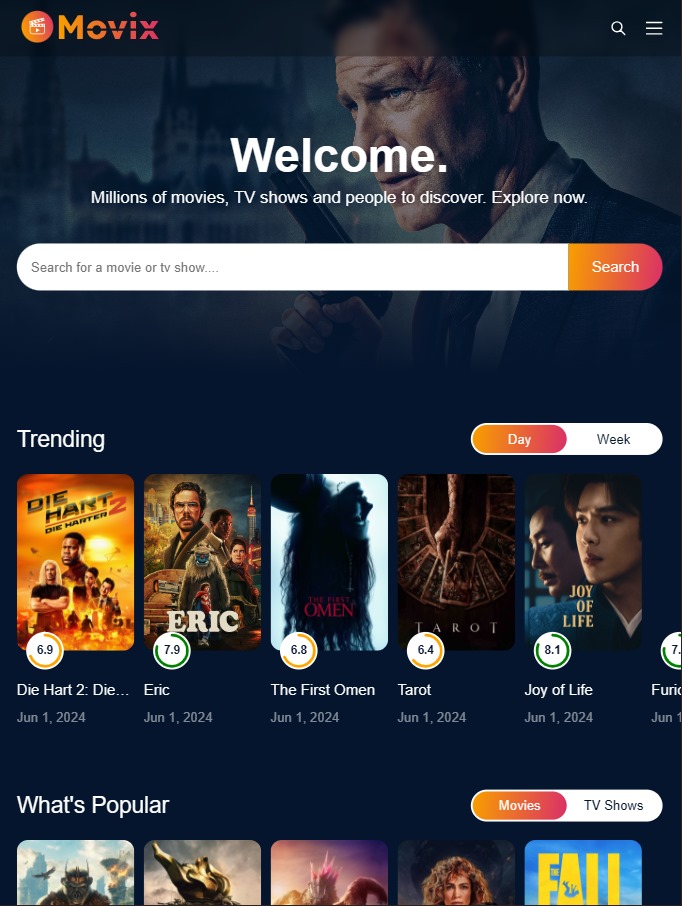 Movix
Welcome.
Millions of movies, TV shows and people to discover. Explore now.
Search for a movie or tv show....
Search
Trending
Day
Week
DIE HART 2
DIE HARTER
ERIC
THE FIRST
OMEN
TAROT
JOY
OF
LIFE
6.9
7.9
6.8
6.4
8.1
7.
Die Hart 2: Die...
Eric
The First Omen
Tarot
Joy of Life
Furio
Jun 1, 2024
Jun 1, 2024
Jun 1, 2024
Jun 1, 2024
Jun 1, 2024
Jun 1
What's Popular
Movies
TV Shows
THE
FALL